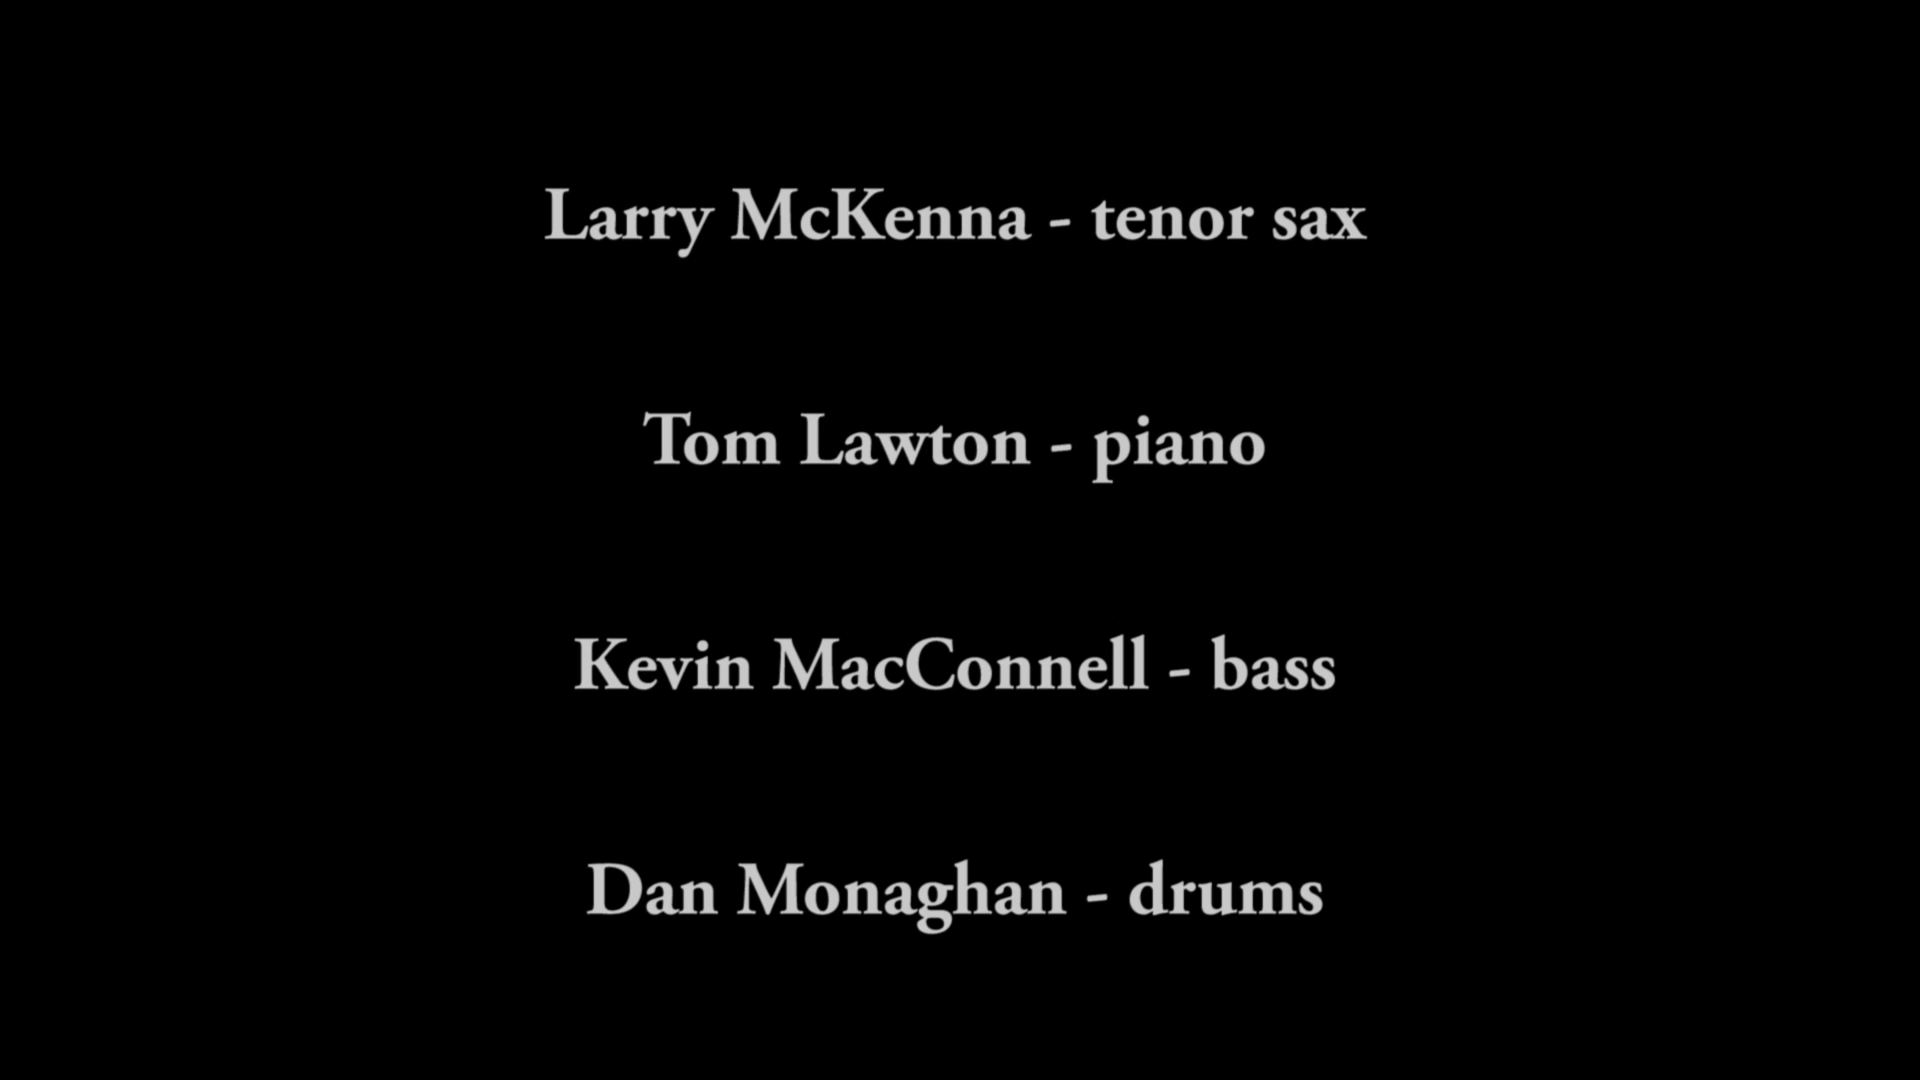 Larry McKenna - tenor sax
Tom Lawton - piano
Kevin MacConnell - bass
Dan Monaghan - drums